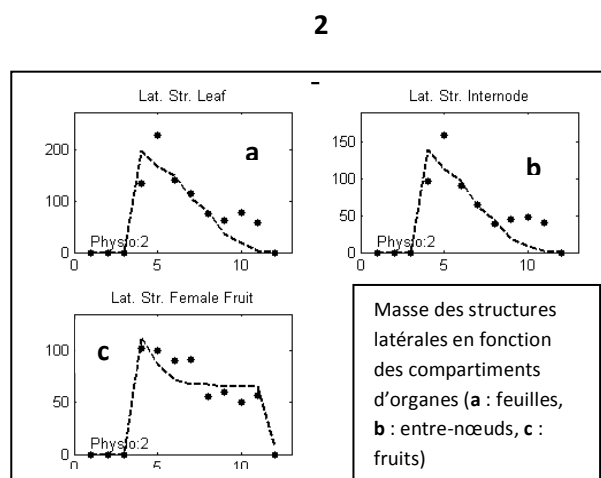 2
-
Lat. Str. Leaf
200
100
0
a
Physio:2
0 5 10
Lat. Str. Internode
150
100
50
0
b
Physio:2
0 5 10
Lat. Str. Female Fruit
100
50
0
c
Physio:2
0 5 10
Masse des structures
latérales en fonction
des compartiments
d'organes (a : feuilles,
b : entre-nœuds, c :
fruits)